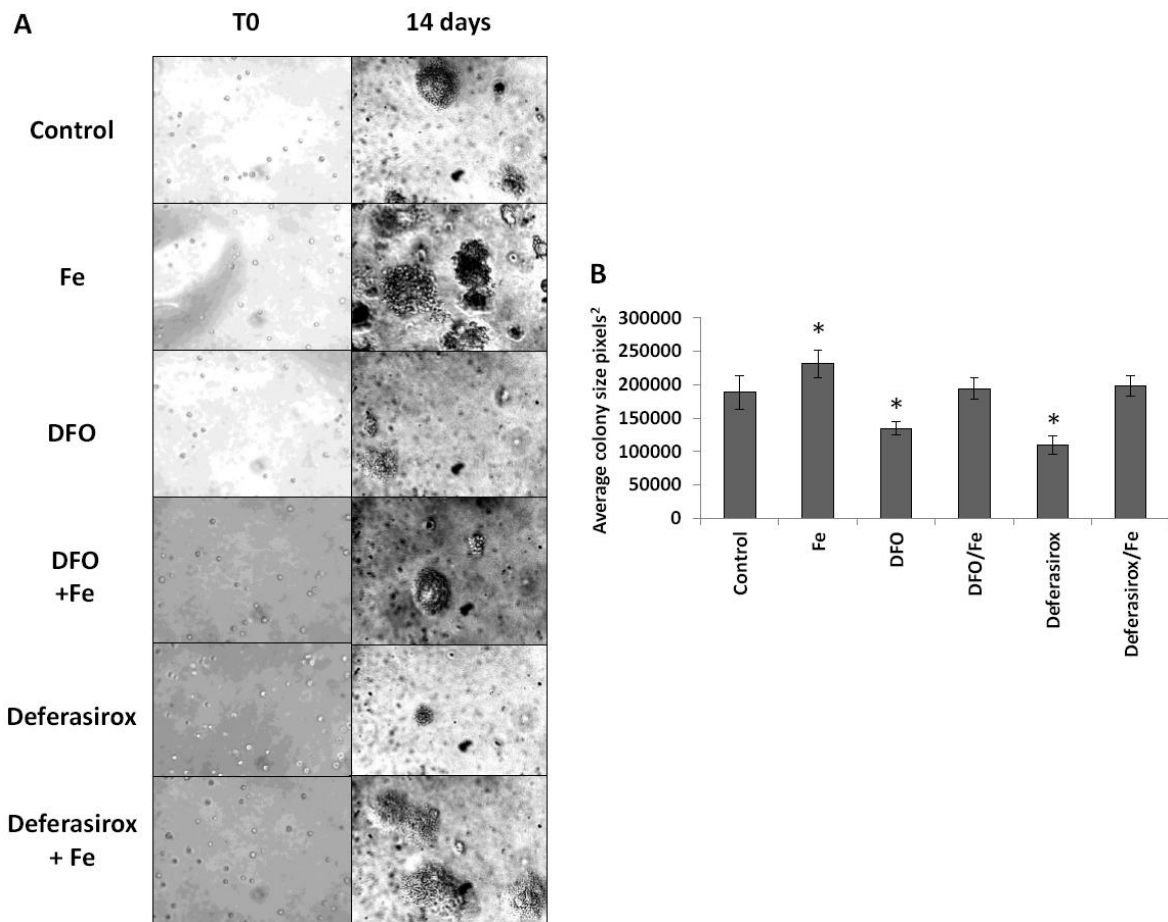 A
T0
14 days
Control
Fe
DFO
DFO
+Fe
Deferasirox
Deferasirox
+ Fe
B
Average colony size pixels²
300000
250000
200000
150000
100000
50000
0
*
*
*
Control
Fe
DFO
DFO/Fe
Deferasirox
Deferasirox/Fe